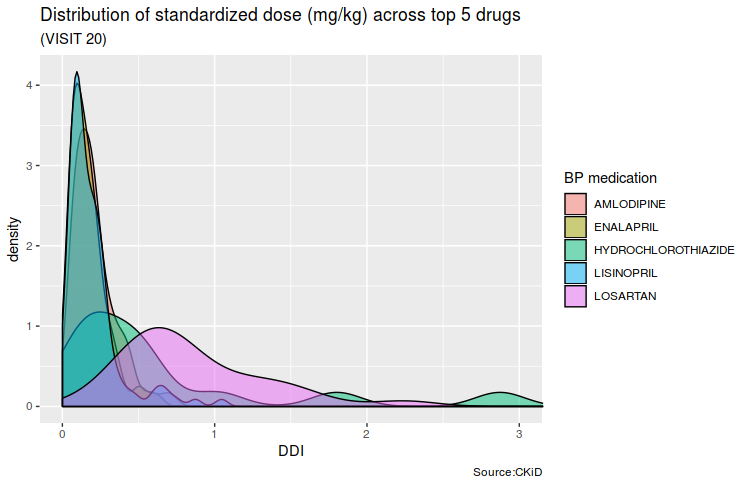 Distribution of standardized dose (mg/kg) across top 5 drugs
(VISIT 20)
4
3
2
1
0
density
0 1 2 3
DDI
BP medication
AMLODIPINE
ENALAPRIL
HYDROCHLOROTHIAZIDE
LISINOPRIL
LOSARTAN
Source:CKiD